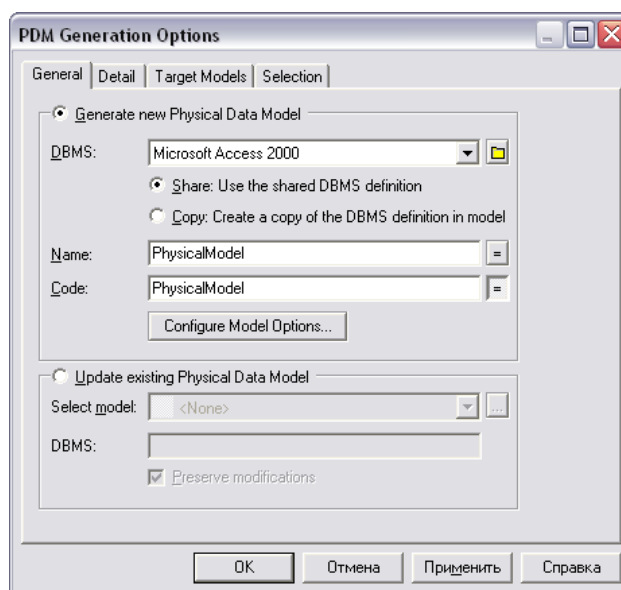 PDM Generation Options
General Detail Target Models Selection
Generate new Physical Data Model
DBMS: Microsoft Access 2000
Share: Use the shared DBMS definition
Copy: Create a copy of the DBMS definition in model
Name: PhysicalModel =
Code: PhysicalModel =
Configure Model Options...
Update existing Physical Data Model
Select model: <None> ...
DBMS:
Preserve modifications
OK Отмена Применить Справка